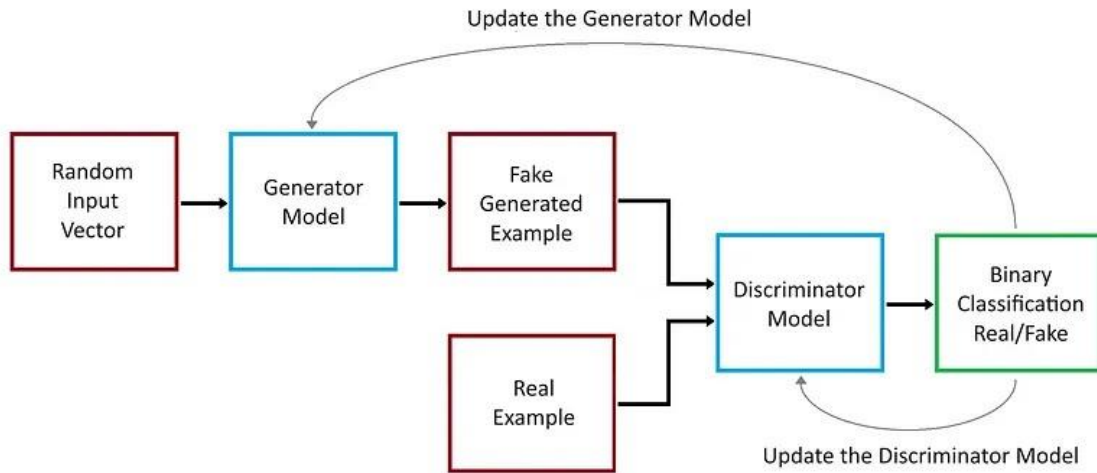 Update the Generator Model
Random
Input
Vector
Generator
Model
Fake
Generated
Example
Real
Example
Discriminator
Model
Binary
Classification
Real/Fake
Update the Discriminator Model